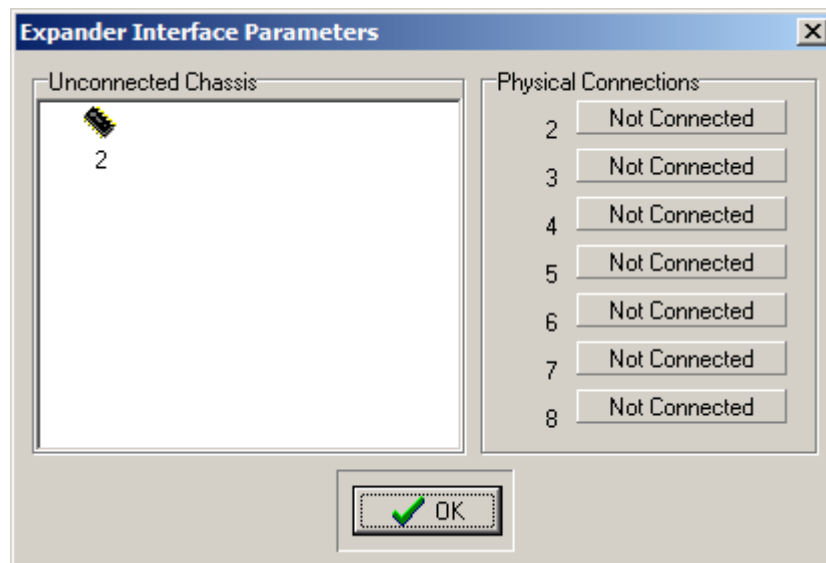 Expander Interface Parameters
Unconnected Chassis
2
Physical Connections
2 Not Connected
3 Not Connected
4 Not Connected
5 Not Connected
6 Not Connected
7 Not Connected
8 Not Connected
OK